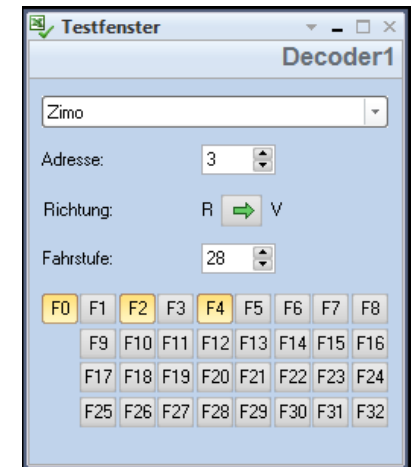 Testfenster
Decoder1
Zimo
Adresse: 3
Richtung: R V
Fahrstufe: 28
F0 F1 F2 F3 F4 F5 F6 F7 F8
F9 F10 F11 F12 F13 F14 F15 F16
F17 F18 F19 F20 F21 F22 F23 F24
F25 F26 F27 F28 F29 F30 F31 F32